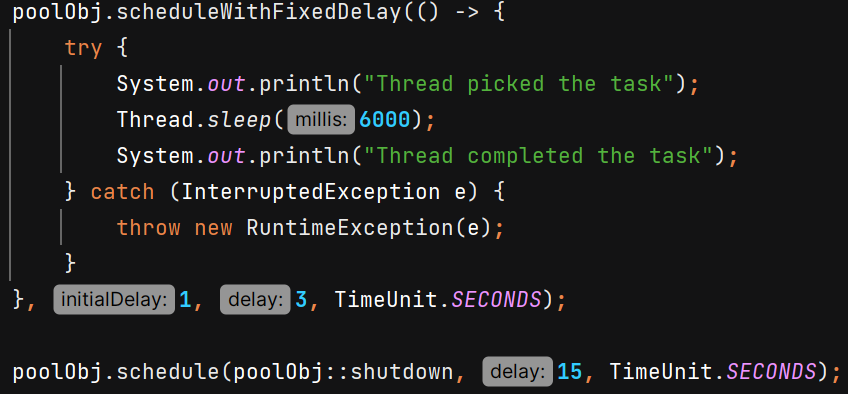 poolObj.scheduleWithFixedDelay(() -> {
try {
System.out.println("Thread picked the task");
Thread.sleep( millis: 6000);
System.out.println("Thread completed the task");
} catch (InterruptedException e) {
throw new RuntimeException(e);
}
}, initialDelay: 1, delay: 3, TimeUnit.SECONDS);
poolObj.schedule(poolObj::shutdown, delay: 15, TimeUnit.SECONDS);